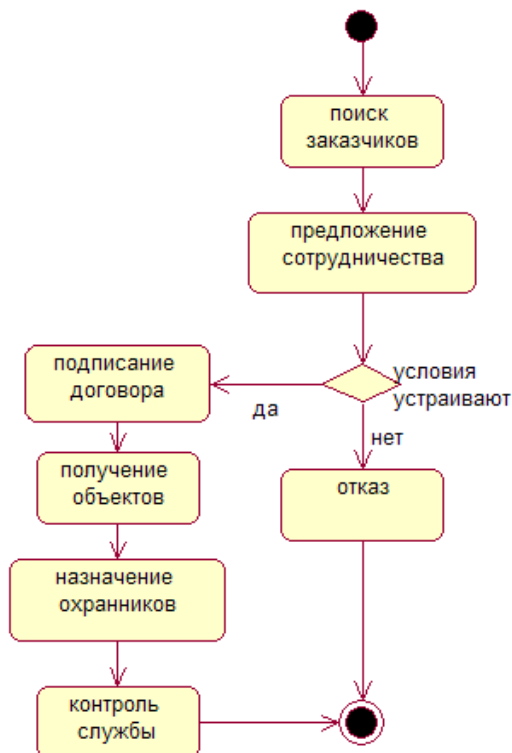 поиск
заказчиков
предложение
сотрудничества
условия
устраивают
да
нет
подписание
договора
получение
объектов
назначение
охранников
контроль
службы
отказ